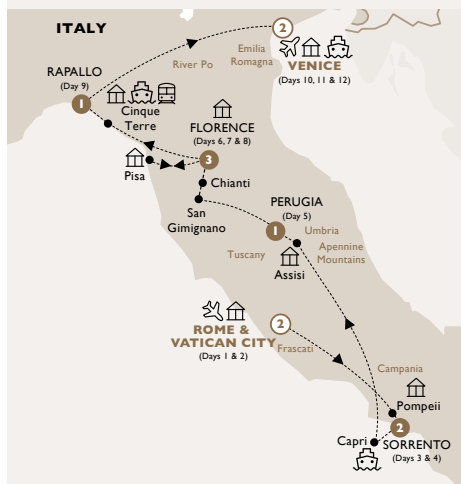 ITALY
2
River Po
Emilia
Romagna
VENICE
(Days 10, 11 & 12)
RAPALLO
(Day 9)
1
Cinque
Terre
FLORENCE
(Days 6, 7 & 8)
3
Pisa
Chianti
San
Gimignano
PERUGIA
(Day 5)
1
Umbria
Tuscany
Apennine
Mountains
Assisi
2
ROME &
VATICAN CITY
(Days 1 & 2)
Frascati
Campania
Pompeii
2
Capri
SORRENTO
(Days 3 & 4)